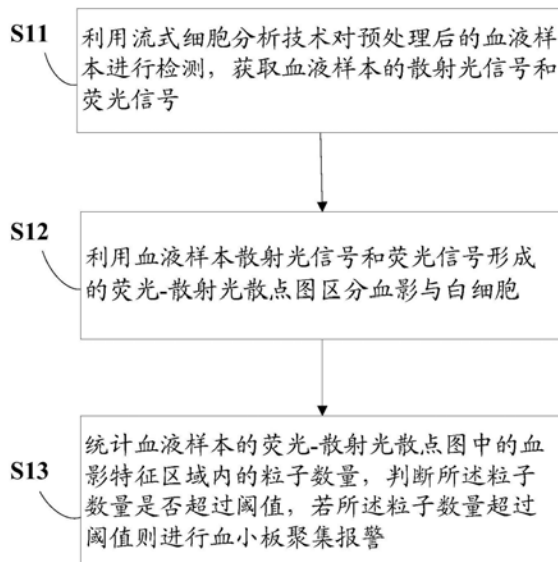 S11
利用流式细胞分析技术对预处理后的血液样
本进行检测，获取血液样本的散射光信号和
荧光信号
S12
利用血液样本散射光信号和荧光信号形成
的荧光-散射光散点图区分血影与白细胞
S13
统计血液样本的荧光-散射光散点图中的血
影特征区域内的粒子数量，判断所述粒子
数量是否超过阈值，若所述粒子数量超过
阈值则进行血小板聚集报警